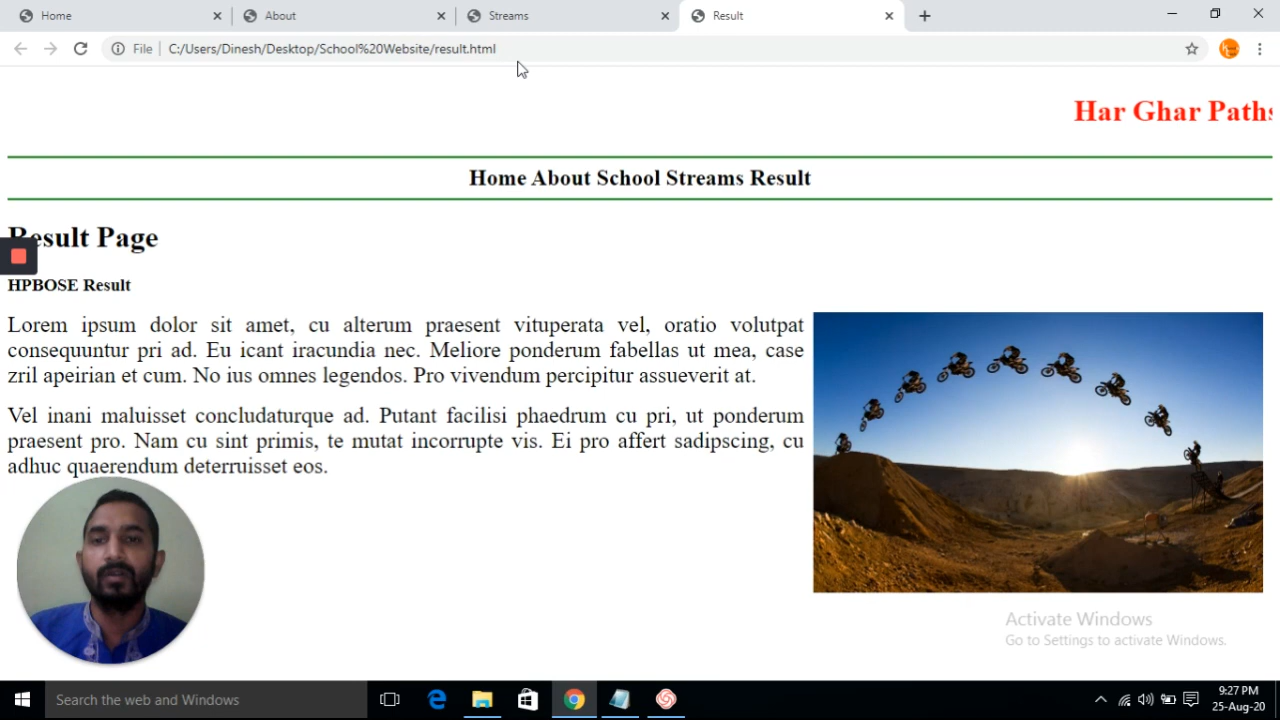 Home About Streams Result
File C:/Users/Dinesh/Desktop/School%20Website/result.html
Har Ghar Paths
Home About School Streams Result
Result Page
HPBOSE Result
Lorem ipsum dolor sit amet, cu alterum praesent vituperata vel, oratio volutpat
consequuntur pri ad. Eu icant iracundia nec. Meliore ponderum fabellas ut mea, case
zril apeirian et cum. No ius omnes legendos. Pro vivendum percipitur assueverit at.
Vel inani maluisset concludaturque ad. Putant facilisi phaedrum cu pri, ut ponderum
praesent pro. Nam cu sint primis, te mutat incorrupte vis. Ei pro affert sadipscing, cu
adhuc quaerendum deterruisset eos.
Activate Windows
Go to Settings to activate Windows.
Search the web and Windows
9:27 PM
25-Aug-20